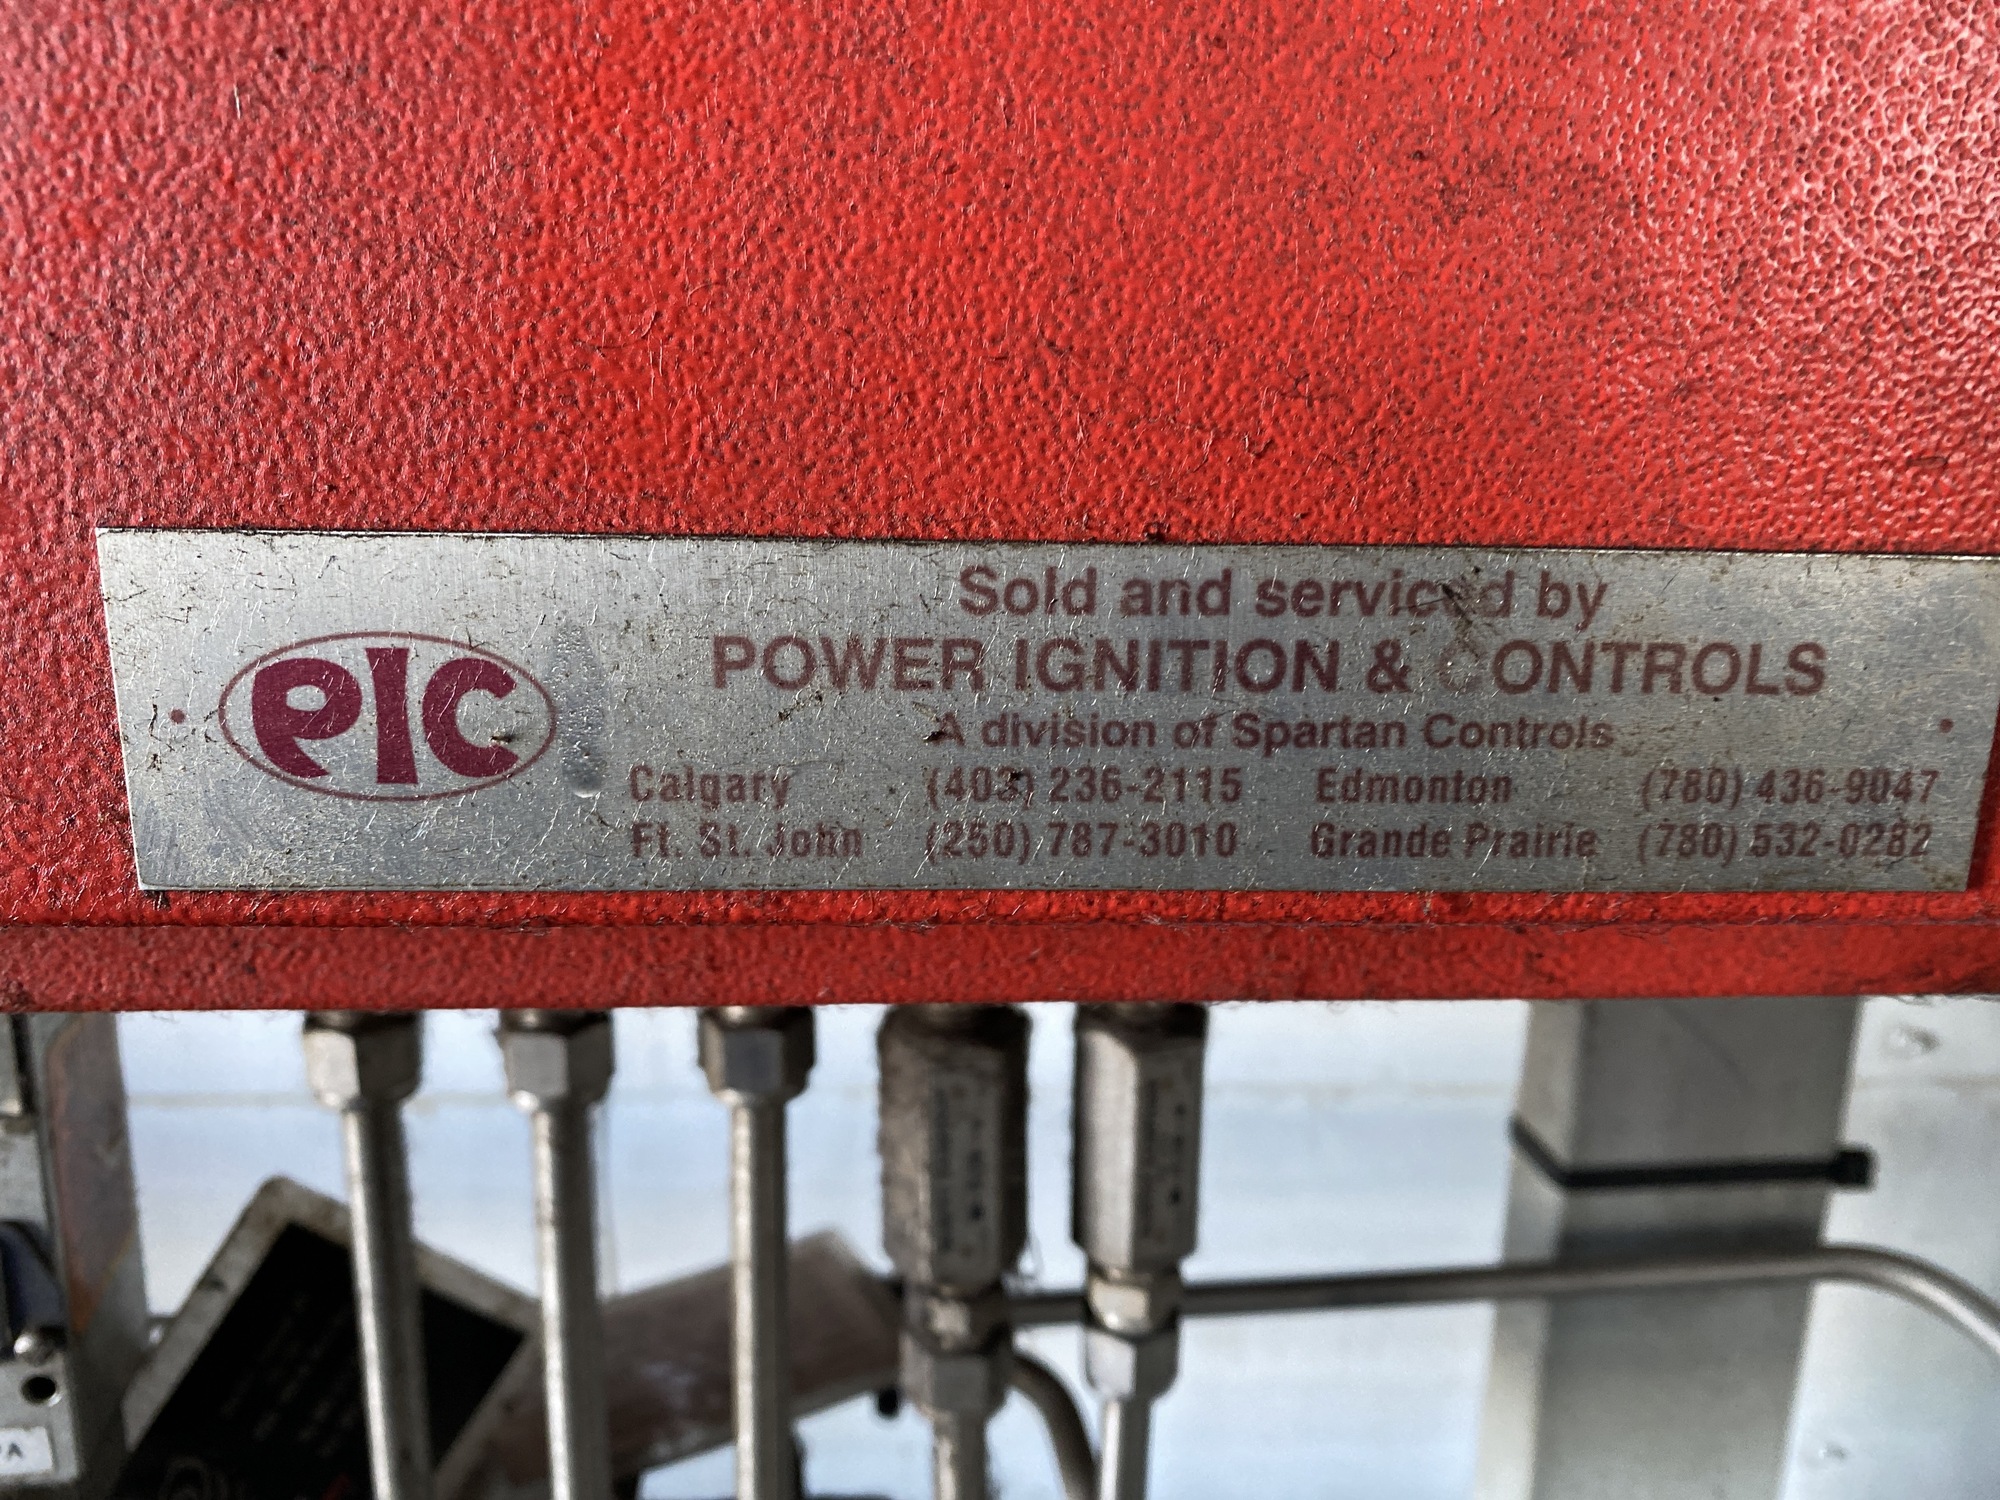 PIC
Sold and serviced by
POWER IGNITION & CONTROLS
A division of Spartan Controls
Calgary (403) 236-2115 Edmonton (780) 436-9047
Ft. St. John (250) 787-3010 Grande Prairie (780) 532-0282